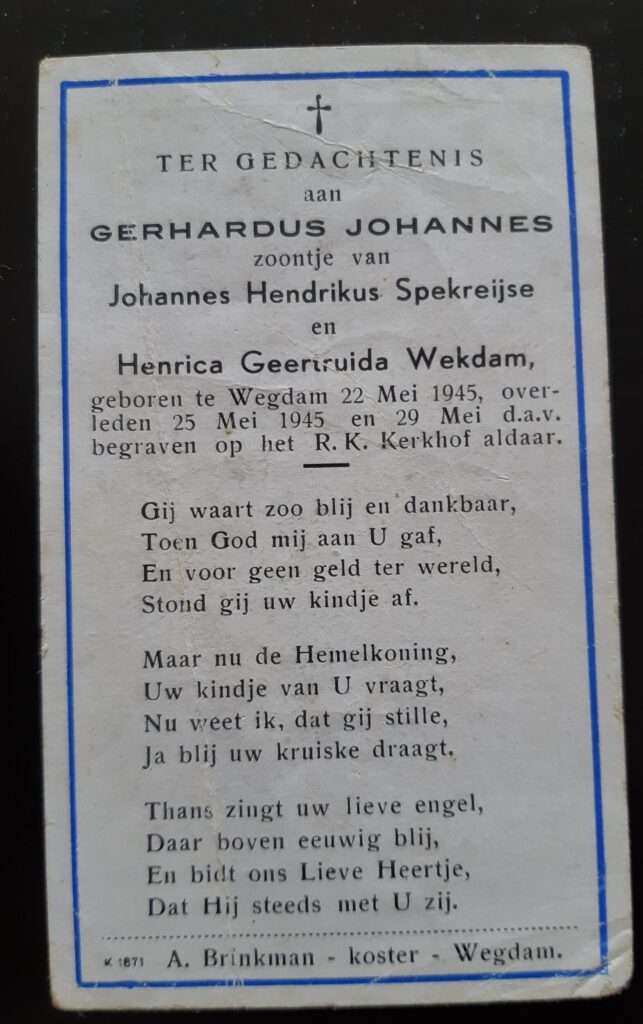 TER GEDACHTENIS
aan
GERHARDUS JOHANNES
zoontje van
Johannes Hendrikus Spekreijse
en
Henrica Geertruida Wekdam,
geboren te Wegdam 22 Mei 1945, over-
leden 25 Mei 1945 en 29 Mei d.a.v.
begraven op het R. K. Kerkhof aldaar.
Gij waart zoo blij en dankbaar,
Toen God mij aan U gaf,
En voor geen geld ter wereld,
Stond gij uw kindje af.
Maar nu de Hemelkoning,
Uw kindje van U vraagt,
Nu weet ik, dat gij stille,
Ja blij uw kruiske draagt.
Thans zingt uw lieve engel,
Daar boven eeuwig blij,
En bidt ons Lieve Heertje,
Dat Hij steeds met U zij.
K 1871 A. Brinkman - koster - Wegdam.